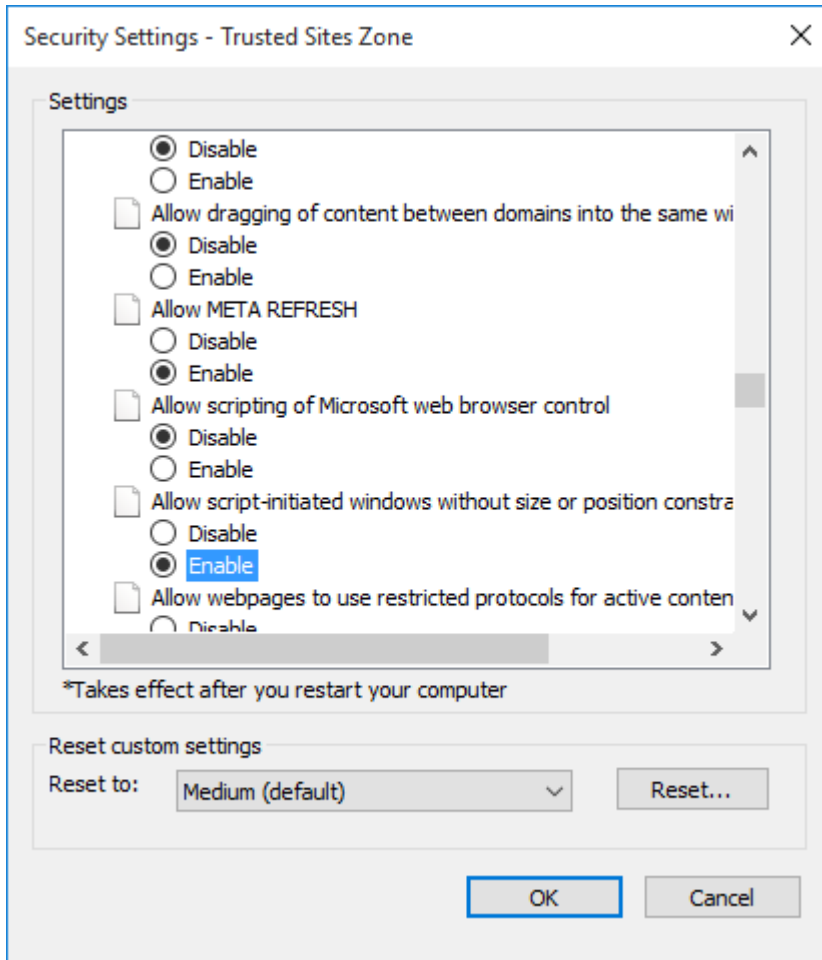 Security Settings - Trusted Sites Zone
Settings
Disable
Enable
Allow dragging of content between domains into the same wi
Disable
Enable
Allow META REFRESH
Disable
Enable
Allow scripting of Microsoft web browser control
Disable
Enable
Allow script-initiated windows without size or position constra
Disable
Enable
Allow webpages to use restricted protocols for active conten
Disable
*Takes effect after you restart your computer
Reset custom settings
Reset to:
Medium (default)
Reset...
OK
Cancel